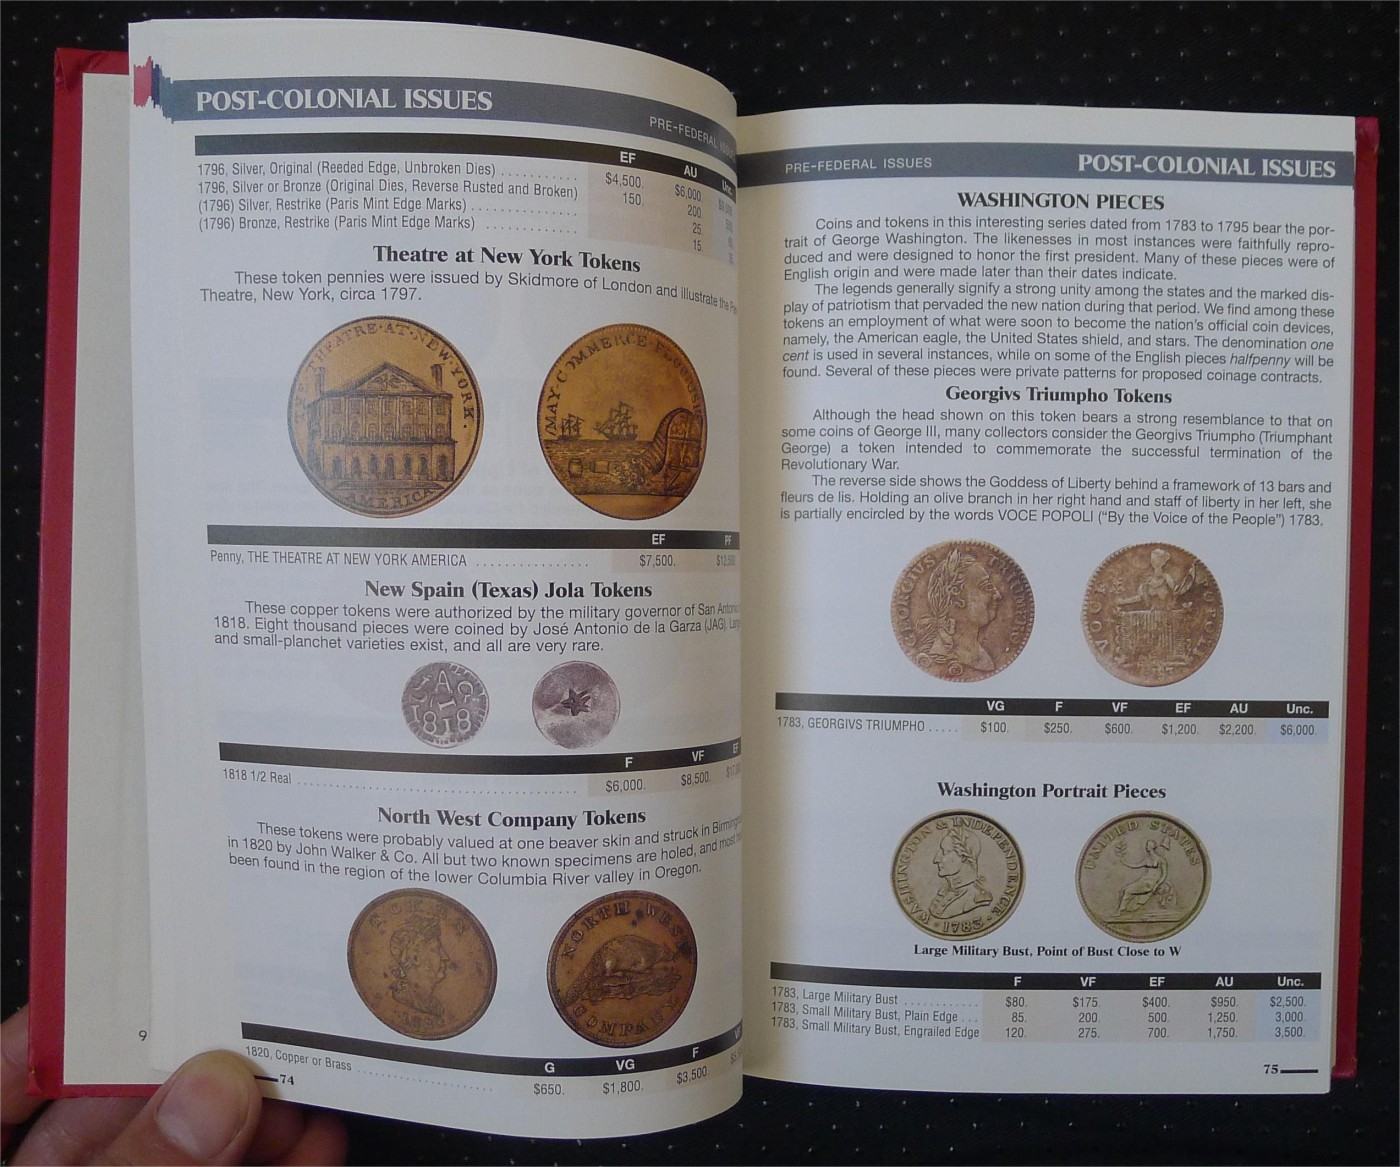 POST-COLONIAL ISSUES
PRE-FEDERAL
EF AU Unc.
1796, Silver, Original (Reeded Edge, Unbroken Dies) . . . . . . . . . . . $4,500. $6,000.
1796, Silver or Bronze (Original Dies, Reverse Rusted and Broken) 150. 200.
(1796) Silver, Restrike (Paris Mint Edge Marks) . . . . . . . . . . . . . . . 25.
(1796) Bronze, Restrike (Paris Mint Edge Marks) . . . . . . . . . . . . . 15.
Theatre at New York Tokens
These token pennies were issued by Skidmore of London and illustrate the
Theatre, New York, circa 1797.
THE THEATRE·AT·NEW·YORK·
AMERICA
MAY COMMERCE
EF PF
Penny, THE THEATRE AT NEW YORK AMERICA . . . . . . . . . . . . . . . . $7,500.
New Spain (Texas) Jola Tokens
These copper tokens were authorized by the military governor of San Antonio
1818. Eight thousand pieces were coined by José Antonio de la Garza (JAG).
and small-planchet varieties exist, and all are very rare.
1818
F VF EF
1818 1/2 Real . . . . . . . . . . . . . . . . . . . . . . . . . . . . . . . . . . . . . . . $6,000. $8,500.
North West Company Tokens
These tokens were probably valued at one beaver skin and struck in
in 1820 by John Walker & Co. All but two known specimens are holed, and most
been found in the region of the lower Columbia River valley in Oregon.
TOKEN
1820
NORTH WEST
COMPANY
G VG F
1820, Copper or Brass . . . . . . . . . . . . . . . . . . . . $650. $1,800. $3,500.
74
9
PRE-FEDERAL ISSUES
POST-COLONIAL ISSUES
WASHINGTON PIECES
Coins and tokens in this interesting series dated from 1783 to 1795 bear the por-
trait of George Washington. The likenesses in most instances were faithfully repro-
duced and were designed to honor the first president. Many of these pieces were of
English origin and were made later than their dates indicate.
The legends generally signify a strong unity among the states and the marked dis-
play of patriotism that pervaded the new nation during that period. We find among these
tokens an employment of what were soon to become the nation's official coin devices,
namely, the American eagle, the United States shield, and stars. The denomination one
cent is used in several instances, while on some of the English pieces halfpenny will be
found. Several of these pieces were private patterns for proposed coinage contracts.
Georgivs Triumpho Tokens
Although the head shown on this token bears a strong resemblance to that on
some coins of George III, many collectors consider the Georgivs Triumpho (Triumphant
George) a token intended to commemorate the successful termination of the
Revolutionary War.
The reverse side shows the Goddess of Liberty behind a framework of 13 bars and
fleurs de lis. Holding an olive branch in her right hand and staff of liberty in her left, she
is partially encircled by the words VOCE POPOLI ("By the Voice of the People") 1783.
GEORGIVS TRIUMPHO·
VOCE POPOLI
VG F VF EF AU Unc.
1783, GEORGIVS TRIUMPHO . . . . . $100. $250. $600. $1,200. $2,200. $6,000.
Washington Portrait Pieces
WASHINGTON & INDEPENDENCE·
·1783·
UNITED STATES
Large Military Bust, Point of Bust Close to W
F VF EF AU Unc.
1783, Large Military Bust . . . . . . . . . . . . $80. $175. $400. $950. $2,500.
1783, Small Military Bust, Plain Edge . . . 85. 200. 500. 1,250. 3,000.
1783, Small Military Bust, Engrailed Edge 120. 275. 700. 1,750. 3,500.
75